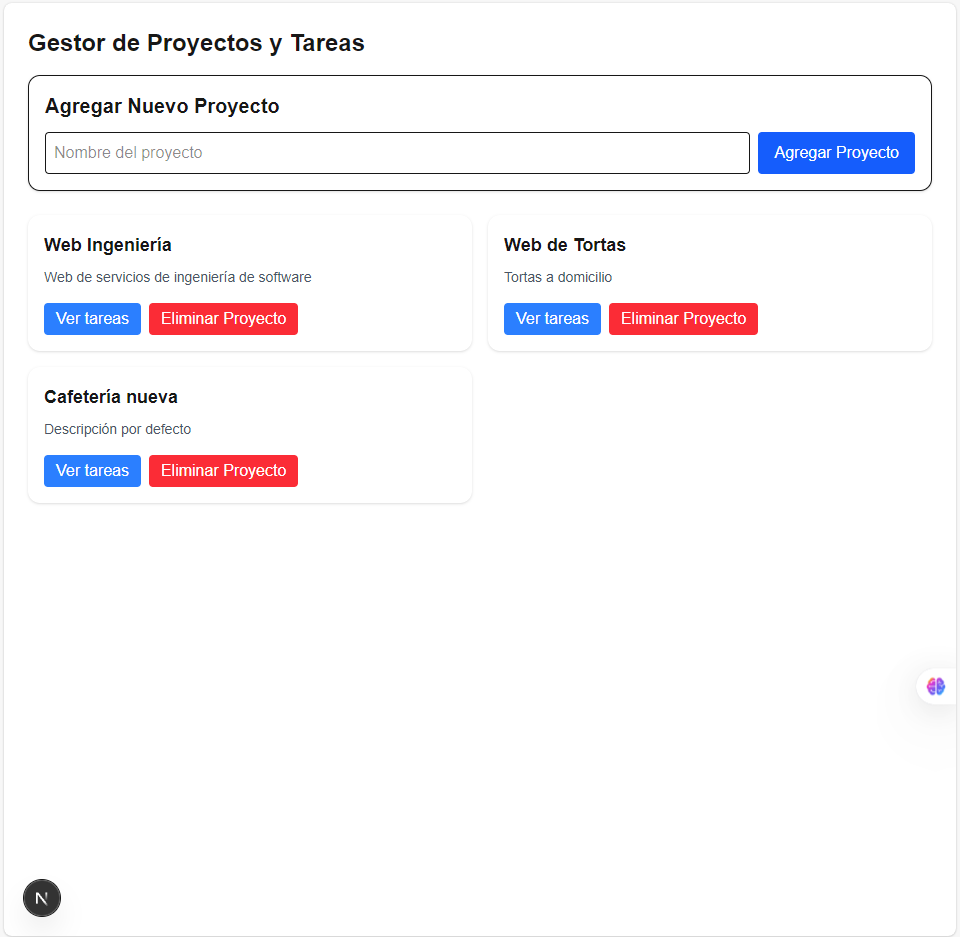 Gestor de Proyectos y Tareas
Agregar Nuevo Proyecto
Nombre del proyecto
Agregar Proyecto
Web Ingeniería
Web de servicios de ingeniería de software
Ver tareas
Eliminar Proyecto
Web de Tortas
Tortas a domicilio
Ver tareas
Eliminar Proyecto
Cafetería nueva
Descripción por defecto
Ver tareas
Eliminar Proyecto
N